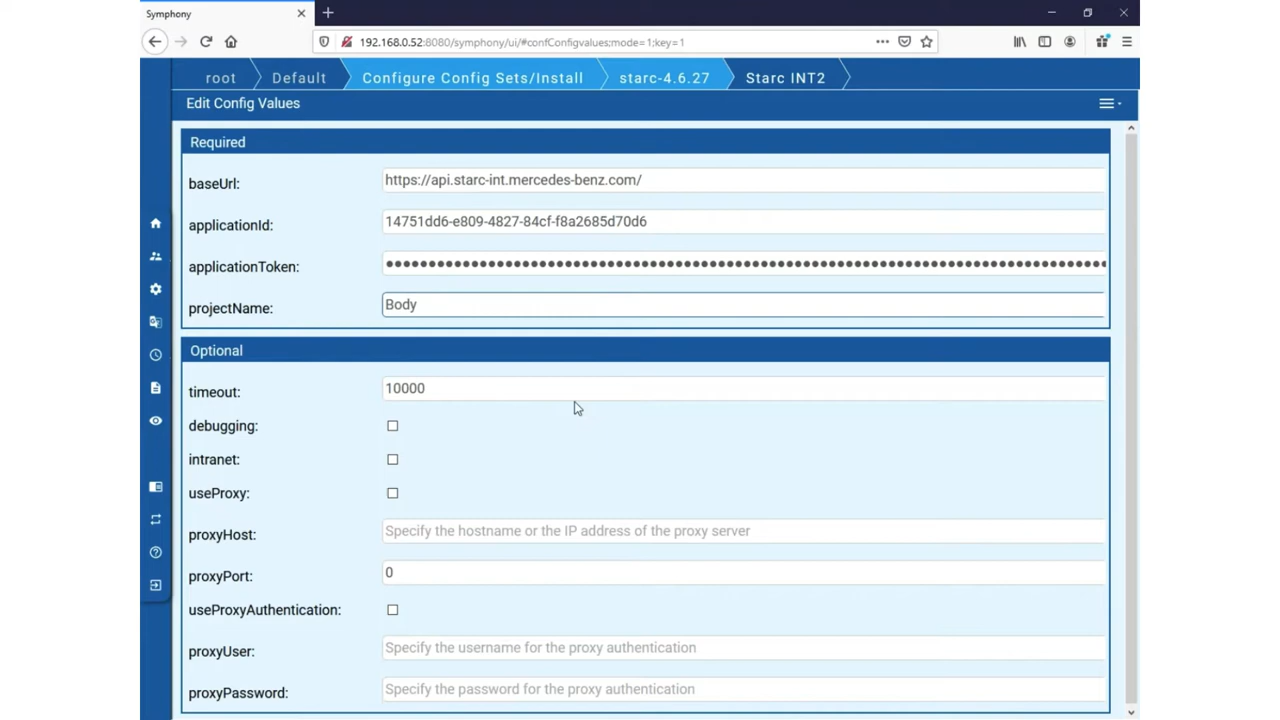 Symphony
192.168.0.52:8080/symphony/ui/#confConfigvalues;mode=1;key=1
root Default Configure Config Sets/Install starc-4.6.27 Starc INT2
Edit Config Values
Required
baseUrl: https://api.starc-int.mercedes-benz.com/
applicationId: 14751dd6-e809-4827-84cf-f8a2685d70d6
applicationToken:
projectName: Body
Optional
timeout: 10000
debugging:
intranet:
useProxy:
proxyHost: Specify the hostname or the IP address of the proxy server
proxyPort: 0
useProxyAuthentication:
proxyUser: Specify the username for the proxy authentication
proxyPassword: Specify the password for the proxy authentication